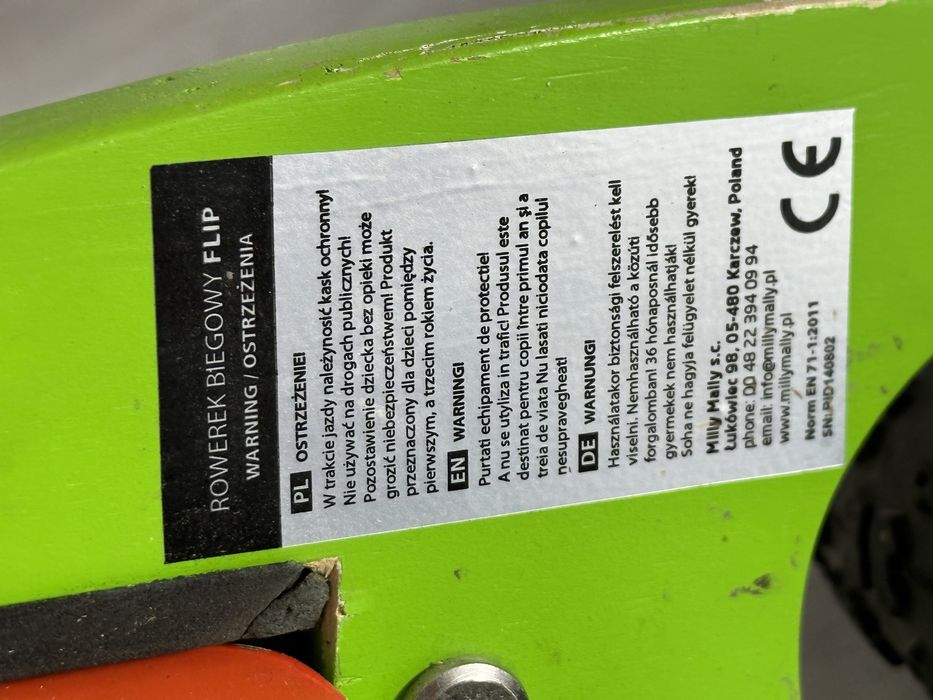 ROWEREK BIEGOWY FLIP
WARNING / OSTRZEŻENIA
PL OSTRZEŻENIE!
W trakcie jazdy należynosić kask ochronny!
Nie używać na drogach publicznych!
Pozostawienie dziecka bez opieki może
grozić niebezpieczeństwem! Produkt
przeznaczony dla dzieci pomiędzy
pierwszym, a trzecim rokiem życia.
EN WARNING!
Purtati echipament de protectie!
A nu se utyliza in trafic! Produsul este
destinat pentru copii între primul an și a
treia de viata Nu lasati niciodata copilul
nesupravegheat!
DE WARNUNG!
Használatakor biztonsági felszerelést kell
viselni. Nemhasználható a közúti
forgalomban! 36 hónaposnál idősebb
gyermekek nem használhatják!
Soha ne hagyja felügyelet nélkül gyerek!
Milly Mally s.c.
Łukówiec 98, 05-480 Karczew, Poland
phone: 00 48 22 394 09 94
email: info@millymally.pl
www.millymally.pl
Norm EN 71-1:2011
SN: PID140802
CE